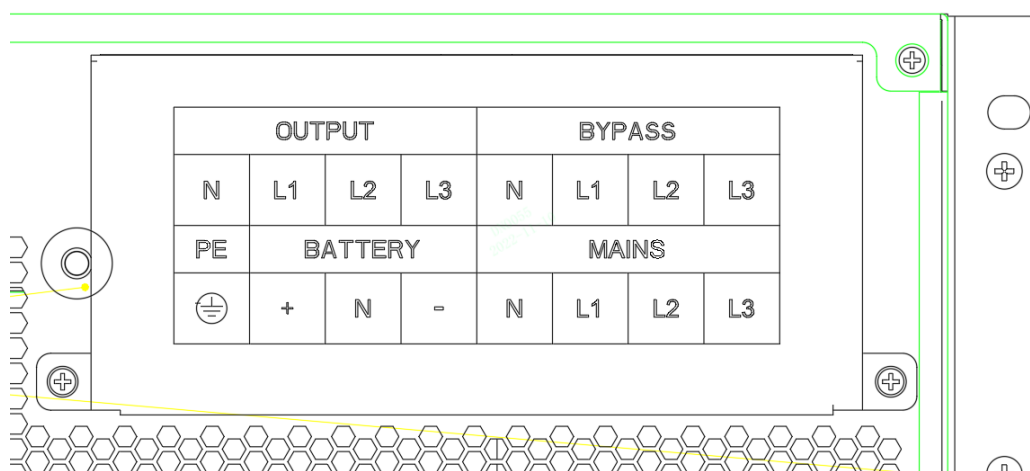 OUTPUT BYPASS
N L1 L2 L3 N L1 L2 L3
PE BATTERY MAINS
+ N - N L1 L2 L3